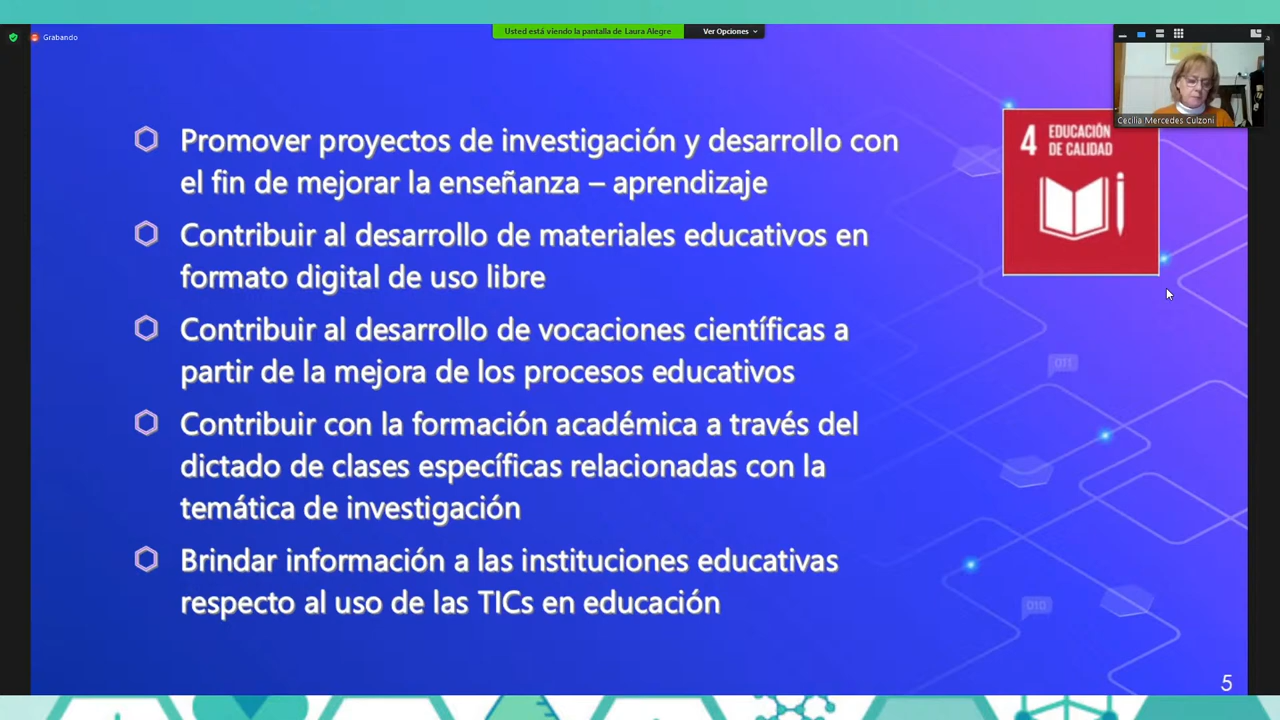 Grabando
Usted está viendo la pantalla de Laura Alegre
Ver Opciones
Cecilia Mercedes Culzoni
4 EDUCACIÓN
DE CALIDAD
Promover proyectos de investigación y desarrollo con
el fin de mejorar la enseñanza – aprendizaje
Contribuir al desarrollo de materiales educativos en
formato digital de uso libre
Contribuir al desarrollo de vocaciones científicas a
partir de la mejora de los procesos educativos
Contribuir con la formación académica a través del
dictado de clases específicas relacionadas con la
temática de investigación
Brindar información a las instituciones educativas
respecto al uso de las TICs en educación
011
010
5